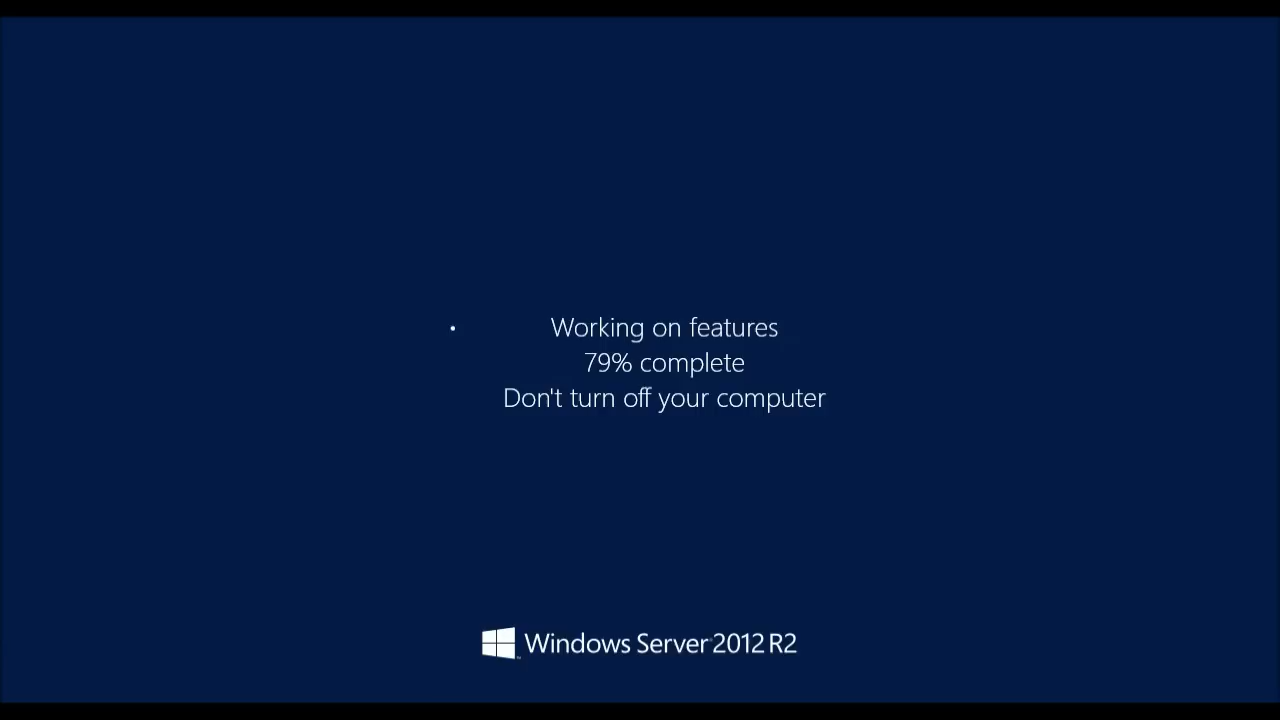 Working on features
79% complete
Don't turn off your computer
Windows Server 2012 R2